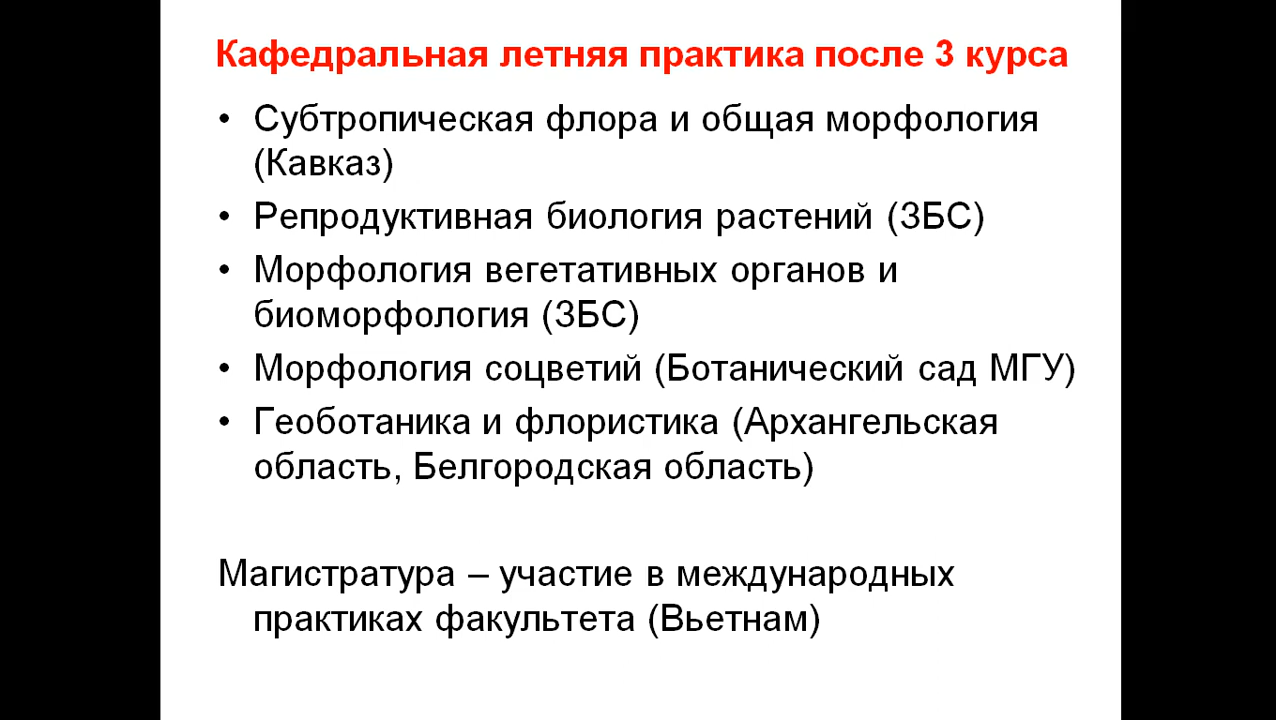 Кафедральная летняя практика после 3 курса
• Субтропическая флора и общая морфология
(Кавказ)
• Репродуктивная биология растений (ЗБС)
• Морфология вегетативных органов и
биоморфология (ЗБС)
• Морфология соцветий (Ботанический сад МГУ)
• Геоботаника и флористика (Архангельская
область, Белгородская область)
Магистратура – участие в международных
практиках факультета (Вьетнам)